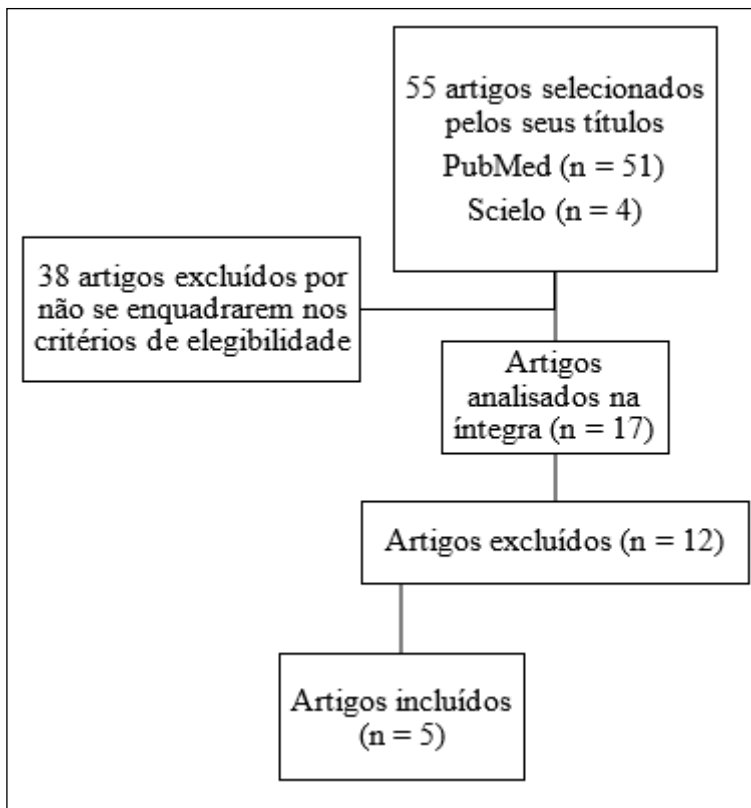 55 artigos selecionados
pelos seus títulos
PubMed (n = 51)
Scielo (n = 4)
38 artigos excluídos por
não se enquadrarem nos
critérios de elegibilidade
Artigos
analisados na
íntegra (n = 17)
Artigos excluídos (n = 12)
Artigos incluídos
(n = 5)